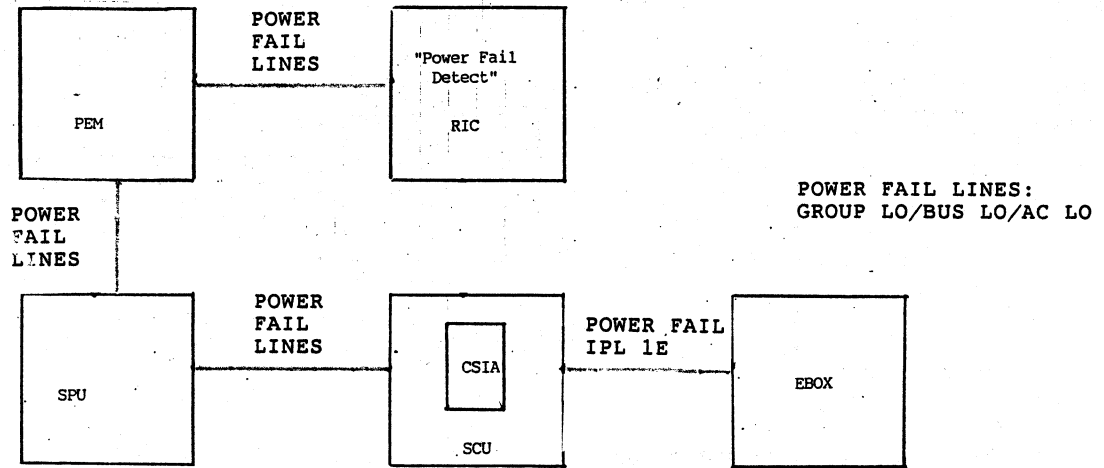 POWER
FAIL
LINES
"Power Fail
Detect"
PEM
RIC
POWER FAIL LINES:
GROUP LO/BUS LO/AC LO
POWER
FAIL
LINES
POWER
FAIL
LINES
POWER FAIL
IPL 1E
CSIA
EBOX
SPU
SCU